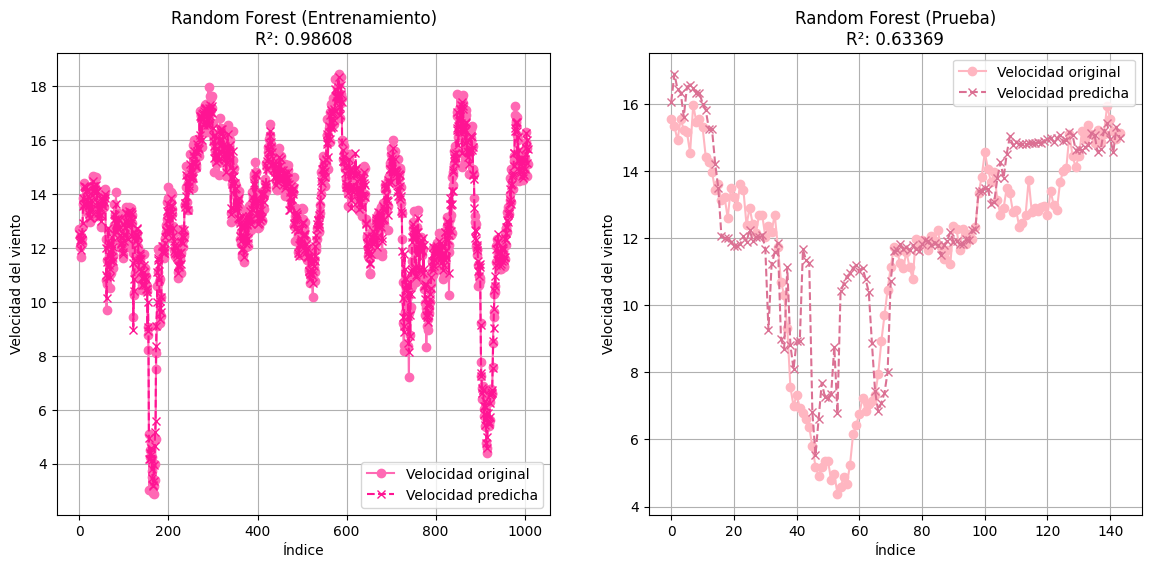 Random Forest (Entrenamiento)
R²: 0.98608
Velocidad del viento
18
16
14
12
10
8
6
4
0
200
400
600
800
1000
Índice
Velocidad original
Velocidad predicha
Random Forest (Prueba)
R²: 0.63369
Velocidad del viento
16
14
12
10
8
6
4
0
20
40
60
80
100
120
140
Índice
Velocidad original
Velocidad predicha